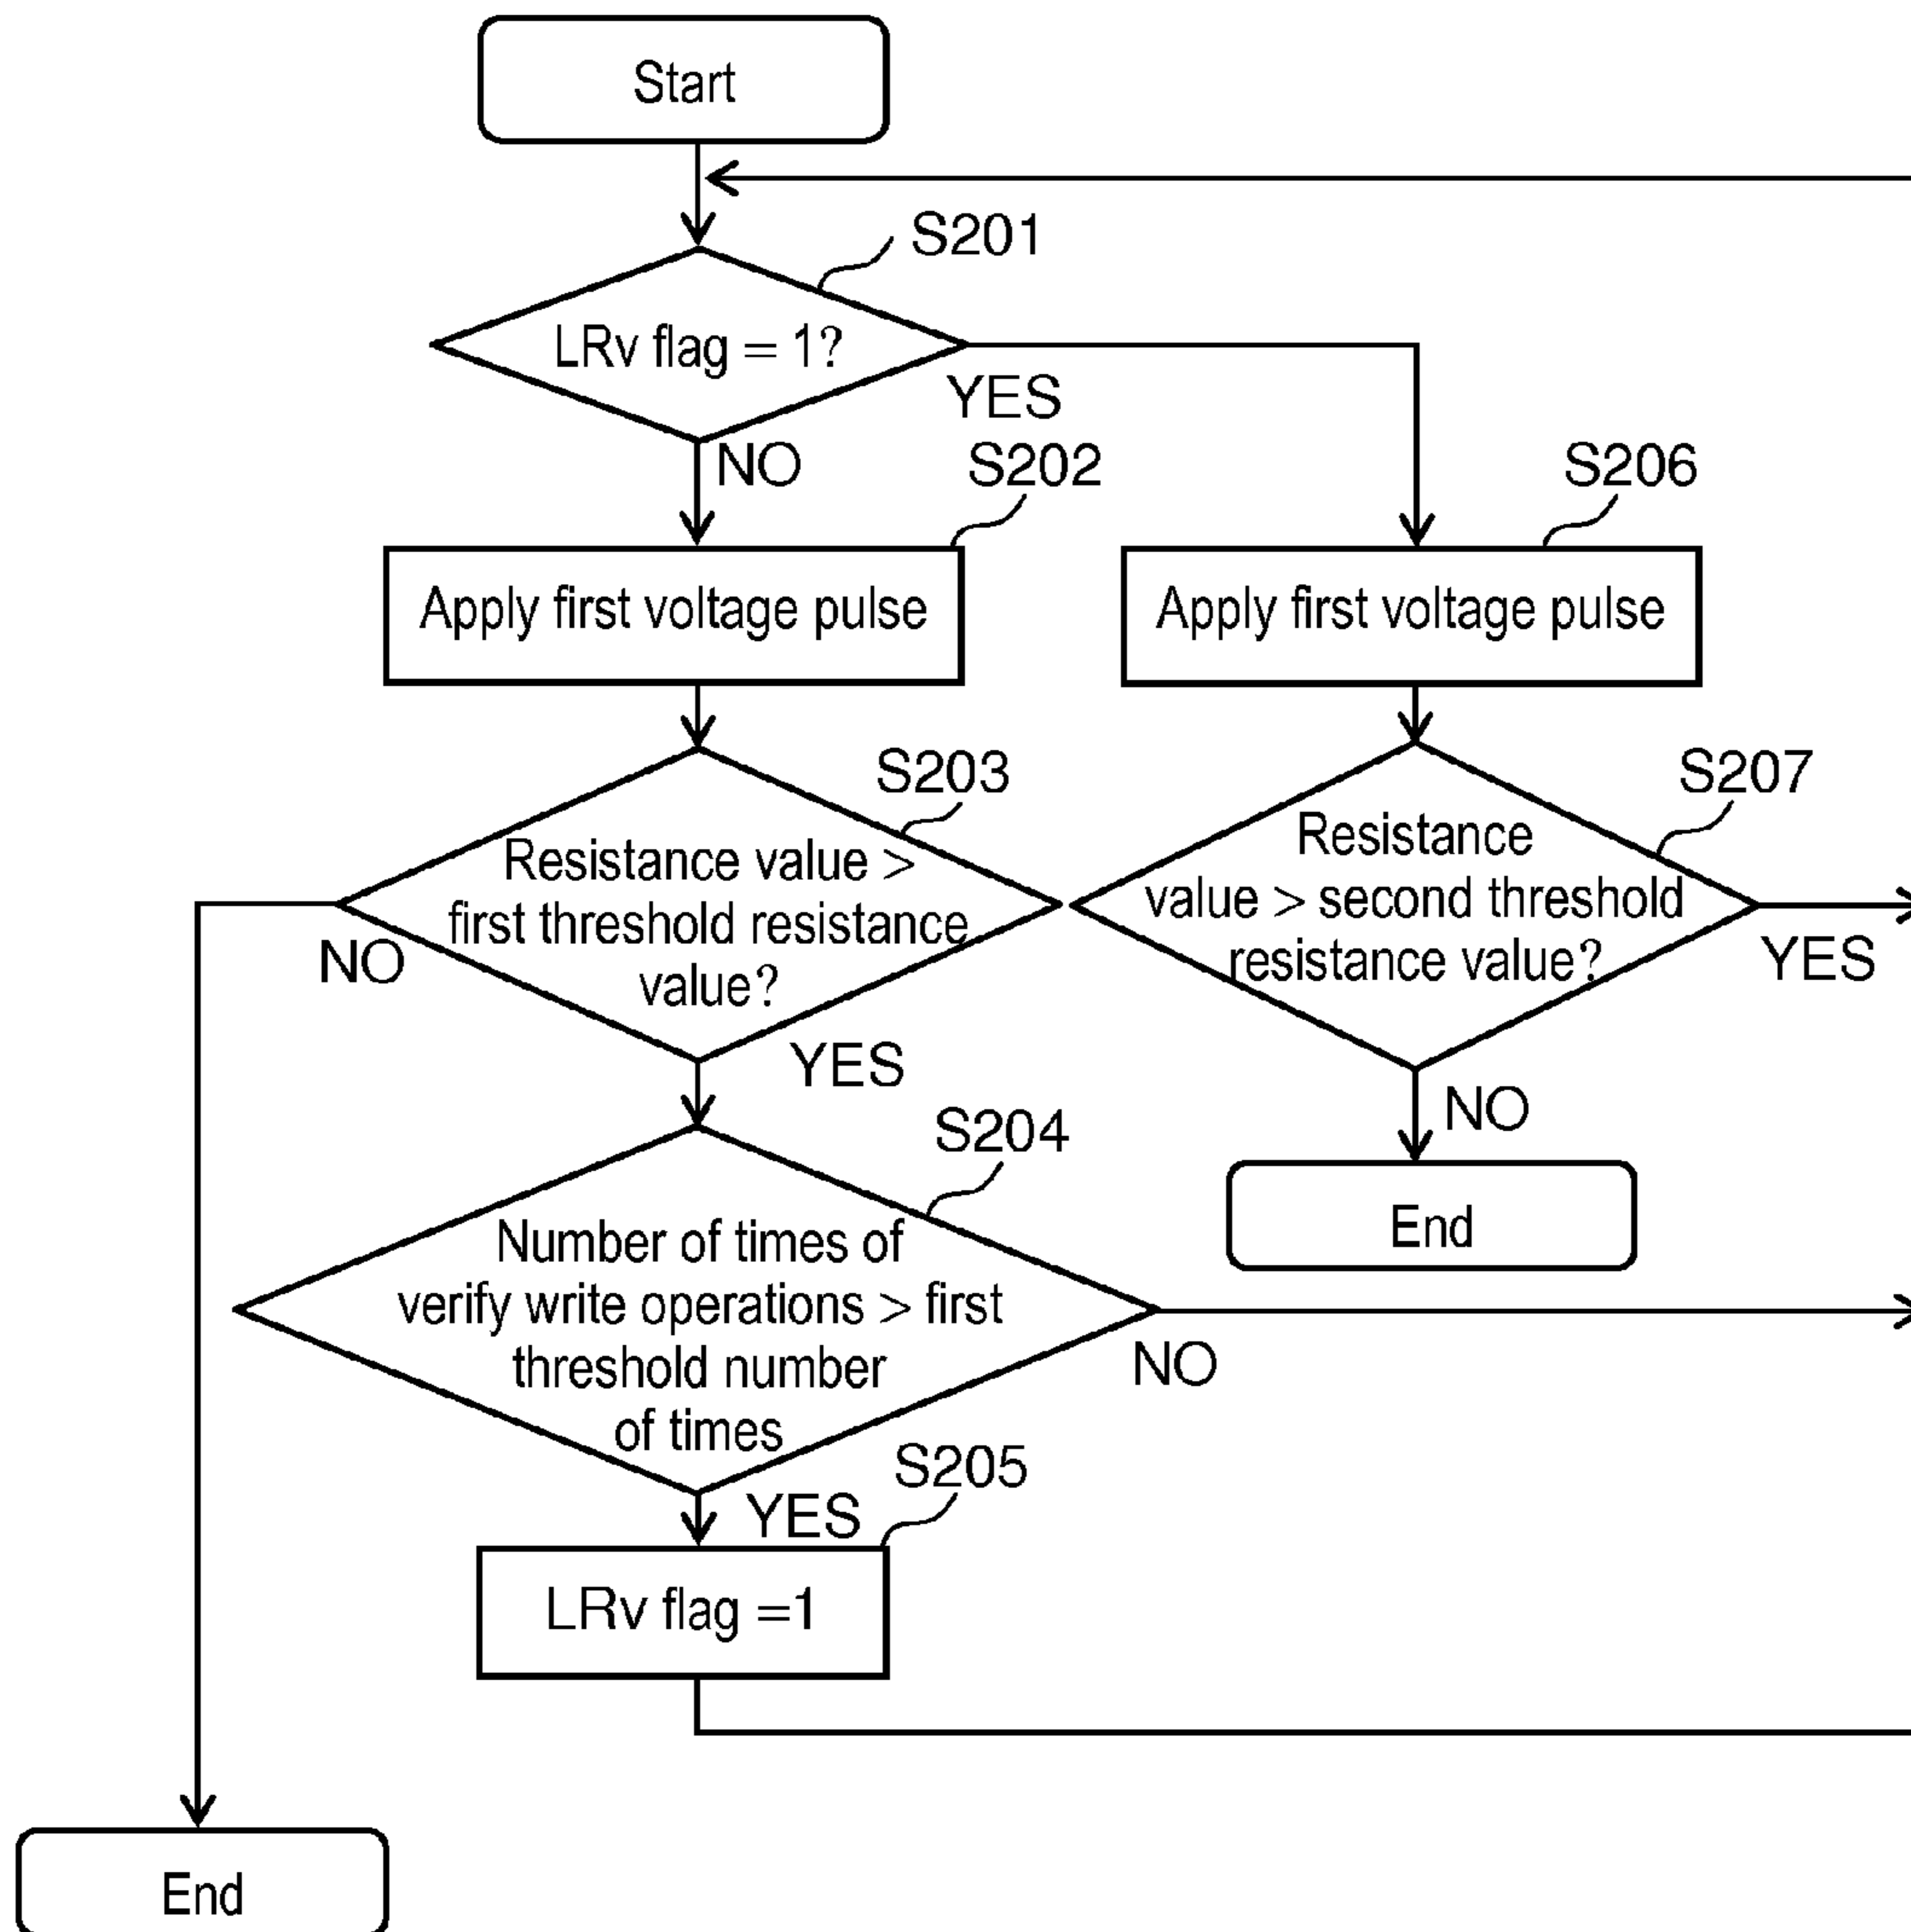 Start
S201
LRv flag = 1?
YES
NO
S202
S206
Apply first voltage pulse
Apply first voltage pulse
S203
Resistance value >
first threshold resistance
value?
NO
YES
S207
Resistance
value > second threshold
resistance value?
YES
NO
End
S204
Number of times of
verify write operations > first
threshold number
of times
NO
YES
S205
LRv flag =1
End